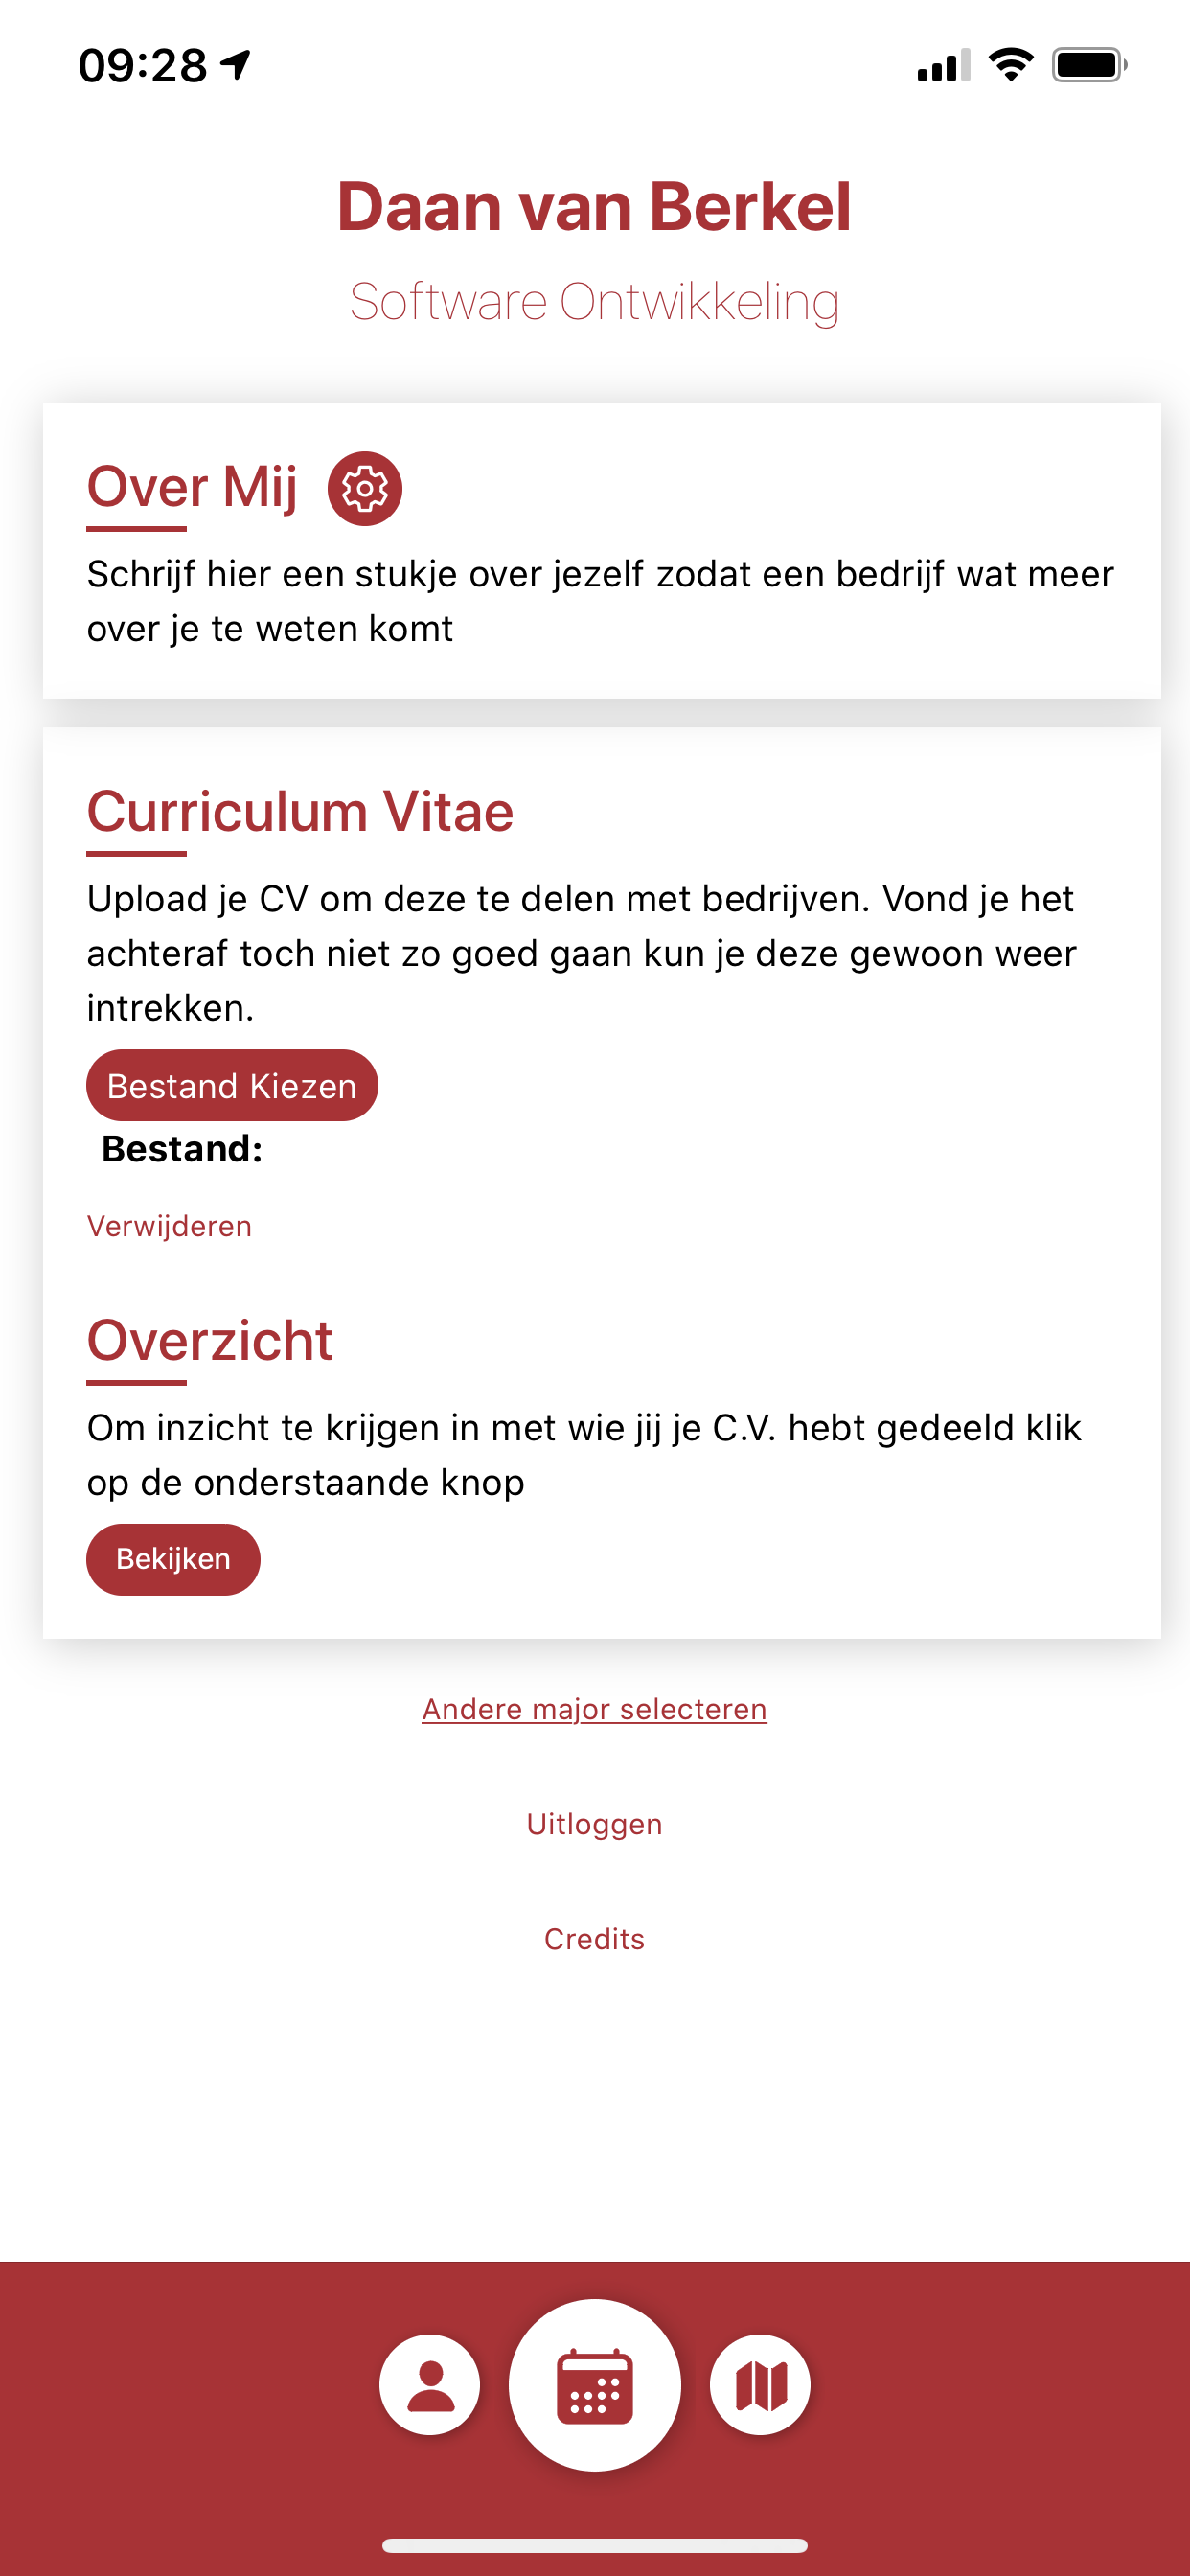 09:28
Daan van Berkel
Software Ontwikkeling
Over Mij
Schrijf hier een stukje over jezelf zodat een bedrijf wat meer
over je te weten komt
Curriculum Vitae
Upload je CV om deze te delen met bedrijven. Vond je het
achteraf toch niet zo goed gaan kun je deze gewoon weer
intrekken.
Bestand Kiezen
Bestand:
Verwijderen
Overzicht
Om inzicht te krijgen in met wie jij je C.V. hebt gedeeld klik
op de onderstaande knop
Bekijken
Andere major selecteren
Uitloggen
Credits